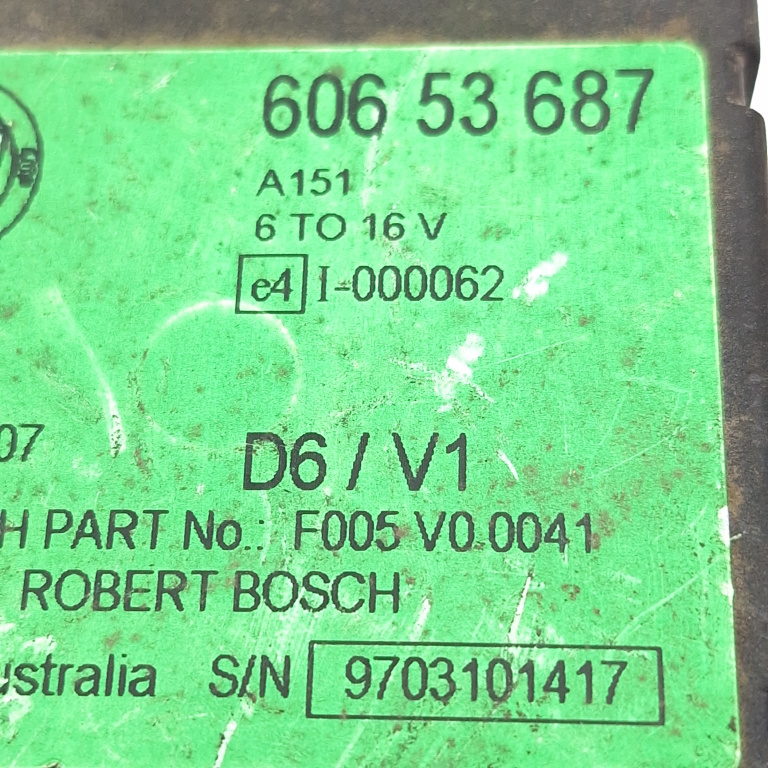 606 53 687
A151
6 TO 16 V
e4 I-000062
07
D6 / V1
H PART No.: F005 V0 0041
ROBERT BOSCH
ustralia S/N 9703101417